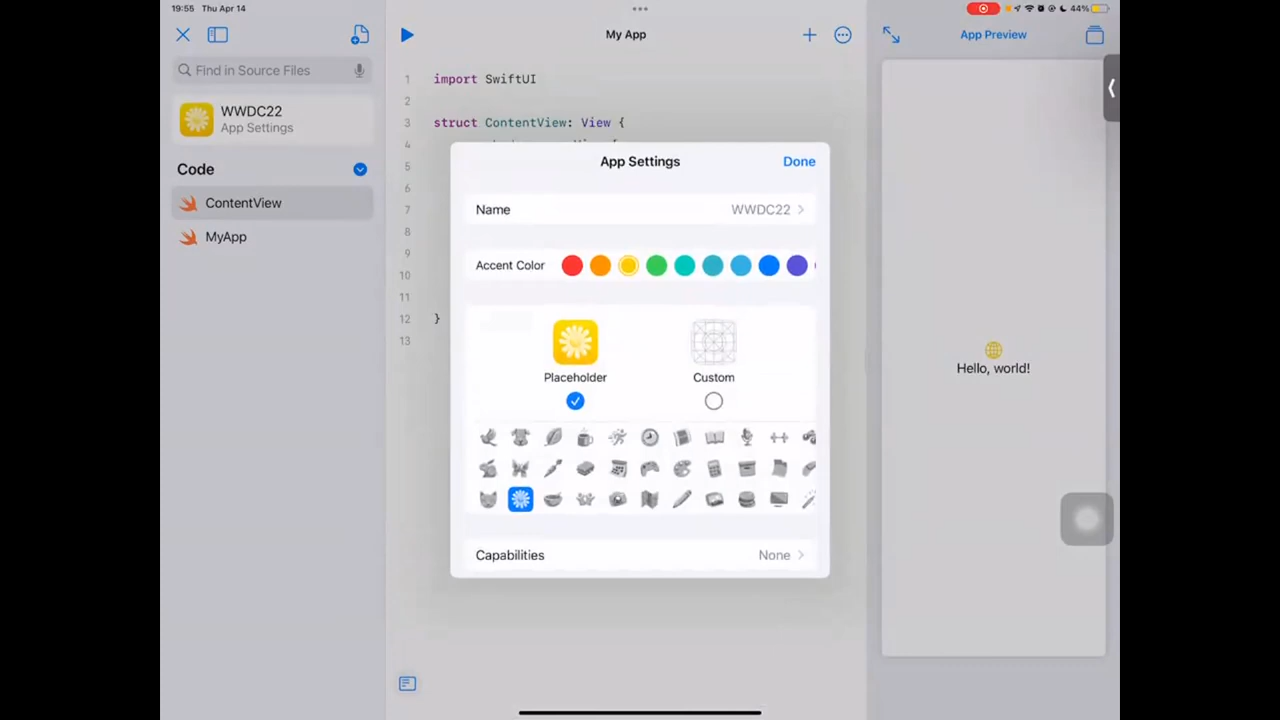 19:55 Thu Apr 14
44%
My App
App Preview
Find in Source Files
WWDC22
App Settings
Code
ContentView
MyApp
1 import SwiftUI
2
3 struct ContentView: View {
4
5
6
7
8
9
10
11
12 }
13
App Settings
Done
Name
WWDC22
Accent Color
Placeholder
Custom
Capabilities
None
Hello, world!